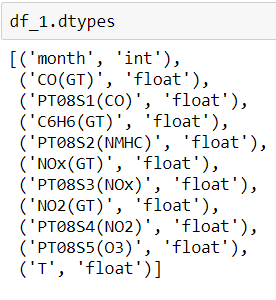 df_1.dtypes
[('month', 'int'),
('CO(GT)', 'float'),
('PT08S1(CO)', 'float'),
('C6H6(GT)', 'float'),
('PT08S2(NMHC)', 'float'),
('NOx(GT)', 'float'),
('PT08S3(NOx)', 'float'),
('NO2(GT)', 'float'),
('PT08S4(NO2)', 'float'),
('PT08S5(O3)', 'float'),
('T', 'float')]